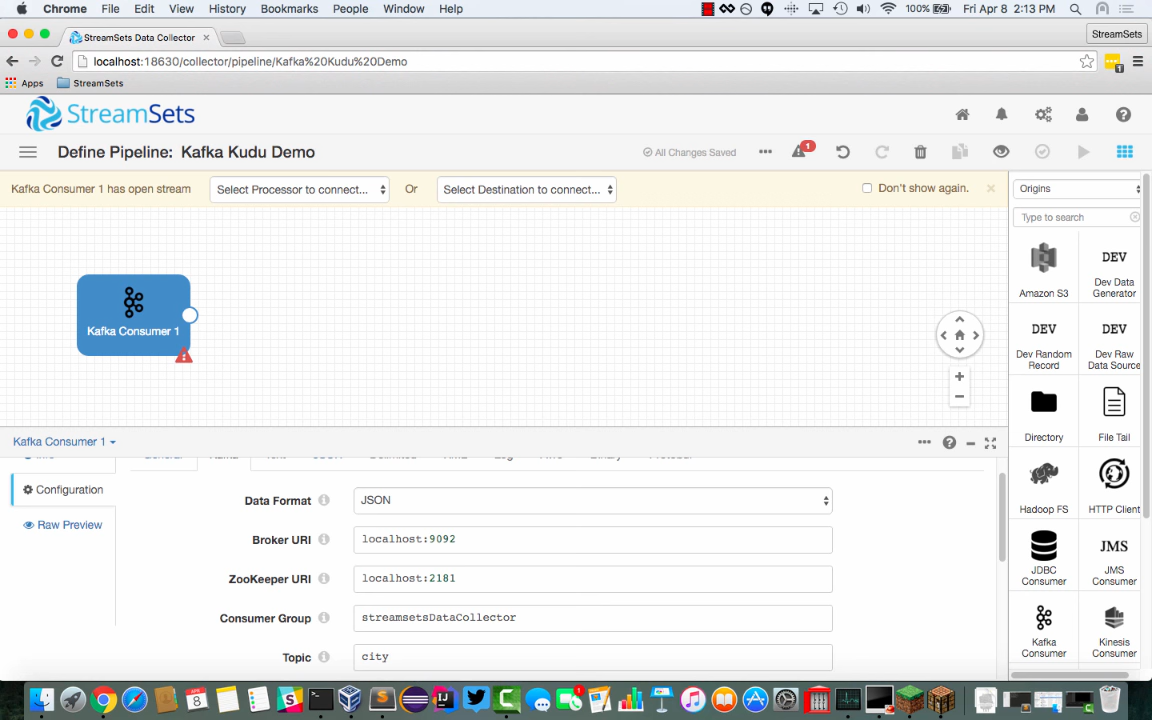 Chrome File Edit View History Bookmarks People Window Help 100% Fri Apr 8 2:13 PM
StreamSets Data Collector
StreamSets
localhost:18630/collector/pipeline/Kafka%20Kudu%20Demo
1
Apps StreamSets
StreamSets
Define Pipeline: Kafka Kudu Demo
All Changes Saved
1
Kafka Consumer 1 has open stream
Select Processor to connect...
Or
Select Destination to connect...
Don't show again.
Origins
Type to search
Kafka Consumer 1
Amazon S3
DEV
Dev Data Generator
DEV
Dev Random Record
DEV
Dev Raw Data Source
Directory
File Tail
Hadoop FS
HTTP Client
JDBC Consumer
JMS
JMS Consumer
Kafka Consumer
Kinesis Consumer
Kafka Consumer 1
Configuration
Raw Preview
Data Format JSON
Broker URI localhost:9092
ZooKeeper URI localhost:2181
Consumer Group streamsetsDataCollector
Topic city
APR
8
1